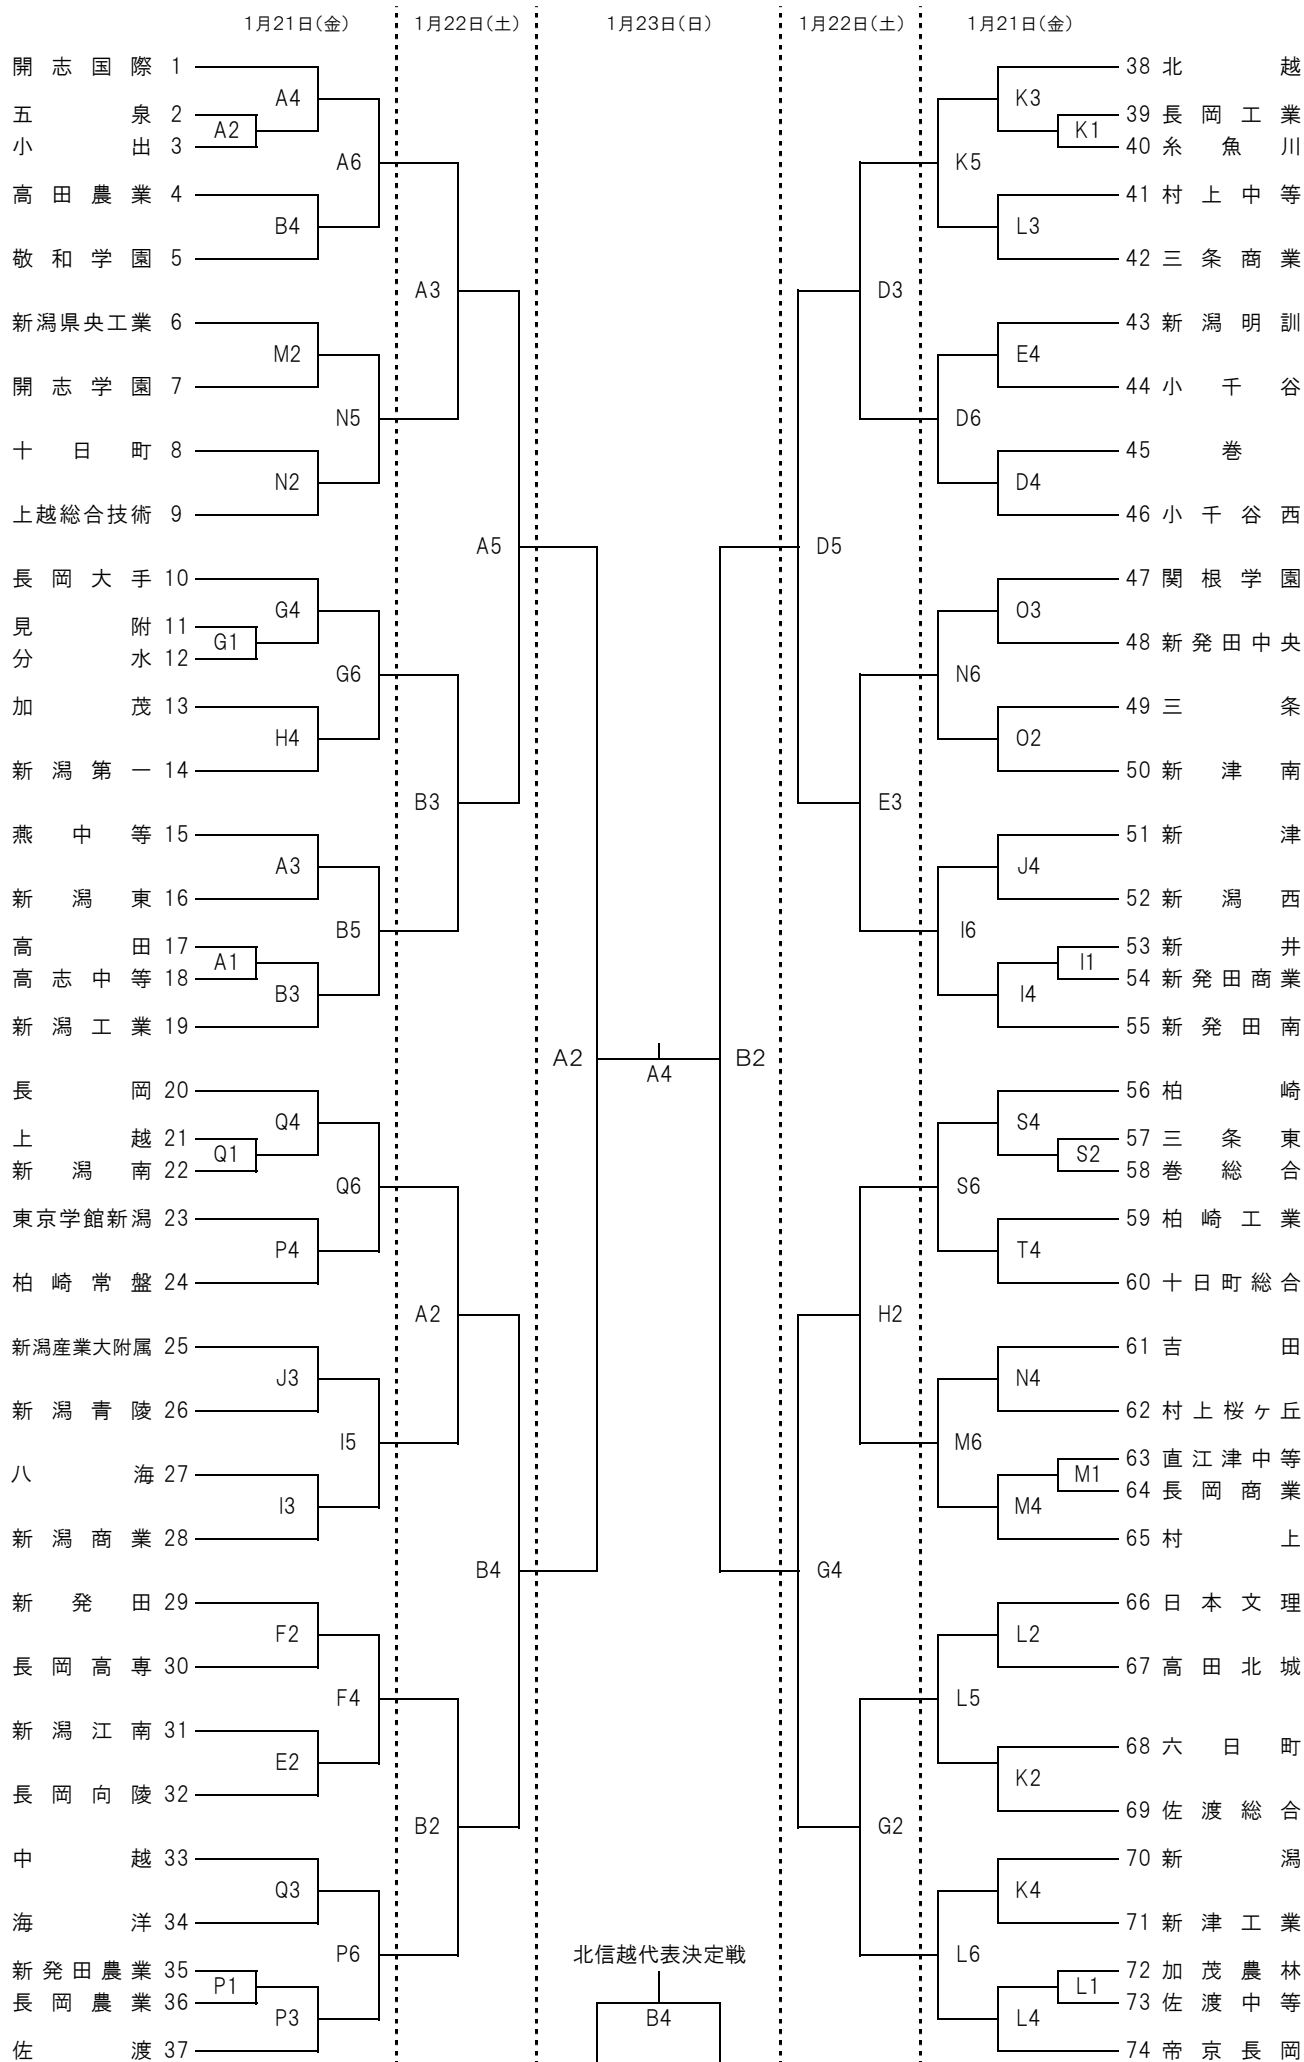 1月21日(金) 1月22日(土) 1月23日(日) 1月22日(土) 1月21日(金)
開志国際 1
A4
五泉 2
A2
小出 3
A6
高田農業 4
B4
敬和学園 5
A3
新潟県央工業 6
M2
開志学園 7
N5
十日町 8
N2
上越総合技術 9
A5
長岡大手 10
G4
見附 11
G1
分水 12
G6
加茂 13
H4
新潟第一 14
B3
燕中等 15
A3
新潟東 16
B5
高田 17
A1
高志中等 18
B3
新潟工業 19
A2
長岡 20
Q4
上越 21
Q1
新潟南 22
Q6
東京学館新潟 23
P4
柏崎常盤 24
A2
新潟産業大附属 25
J3
新潟青陵 26
I5
八海 27
I3
新潟商業 28
B4
新発田 29
F2
長岡高専 30
F4
新潟江南 31
E2
長岡向陵 32
B2
中越 33
Q3
海洋 34
P6
新発田農業 35
P1
長岡農業 36
P3
佐渡 37
A4
北信越代表決定戦
B4
38 北越
K3
39 長岡工業
K1
40 糸魚川
K5
41 村上中等
L3
42 三条商業
D3
43 新潟明訓
E4
44 小千谷
D6
45 巻
D4
46 小千谷西
D5
47 関根学園
O3
48 新発田中央
N6
49 三条
O2
50 新津南
E3
51 新津
J4
52 新潟西
I6
53 新井
I1
54 新発田商業
I4
55 新発田南
B2
56 柏崎
S4
57 三条東
S2
58 巻総合
S6
59 柏崎工業
T4
60 十日町総合
H2
61 吉田
N4
62 村上桜ヶ丘
M6
63 直江津中等
M1
64 長岡商業
M4
65 村上
G4
66 日本文理
L2
67 高田北城
L5
68 六日町
K2
69 佐渡総合
G2
70 新潟
K4
71 新津工業
L6
72 加茂農林
L1
73 佐渡中等
L4
74 帝京長岡